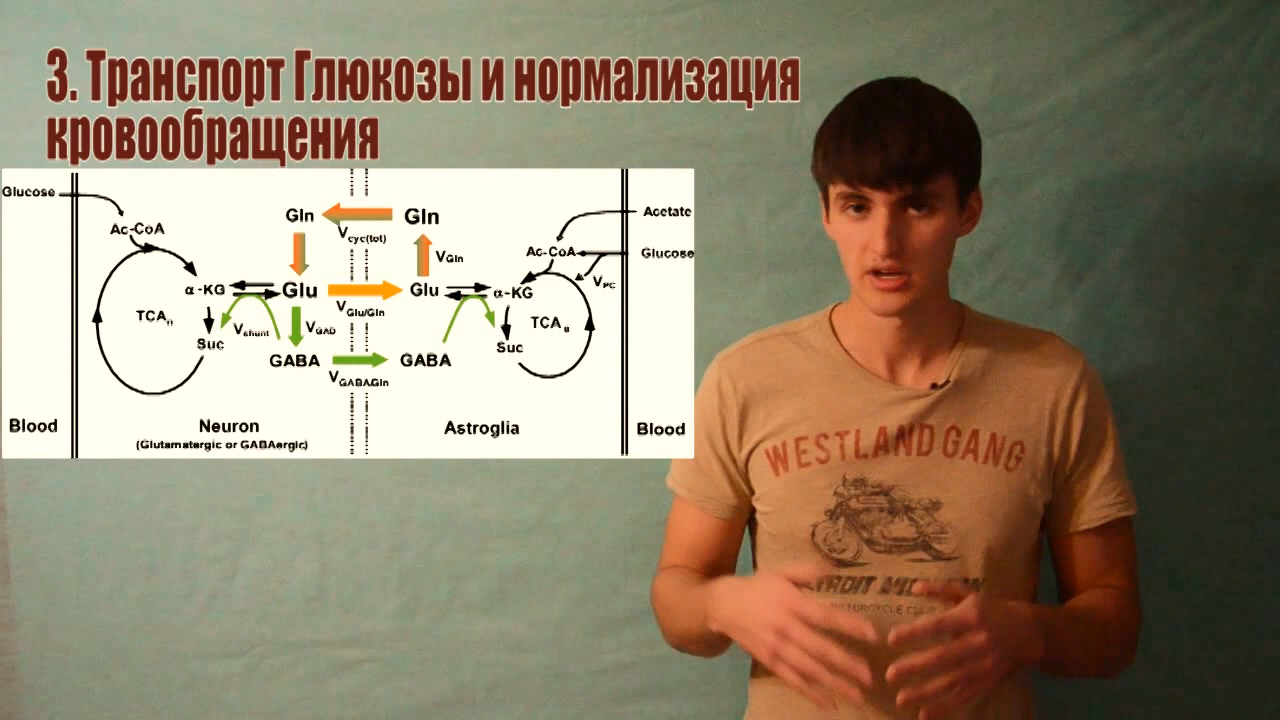 3. Транспорт Глюкозы и нормализация
кровообращения
Glucose
Ac-CoA
α-KG
TCAn
Suc
Gln
Vcyc(tot)
Gln
VGln
Glu
VGlu/Gln
Glu
Vshunt
VGAD
GABA
VGABAGln
GABA
Acetate
Ac-CoA
Glucose
VPC
α-KG
TCAa
Suc
Blood
Neuron
(Glutamatergic or GABAergic)
Astroglia
Blood
WESTLAND GANG
MOTORCYCLE CLUB